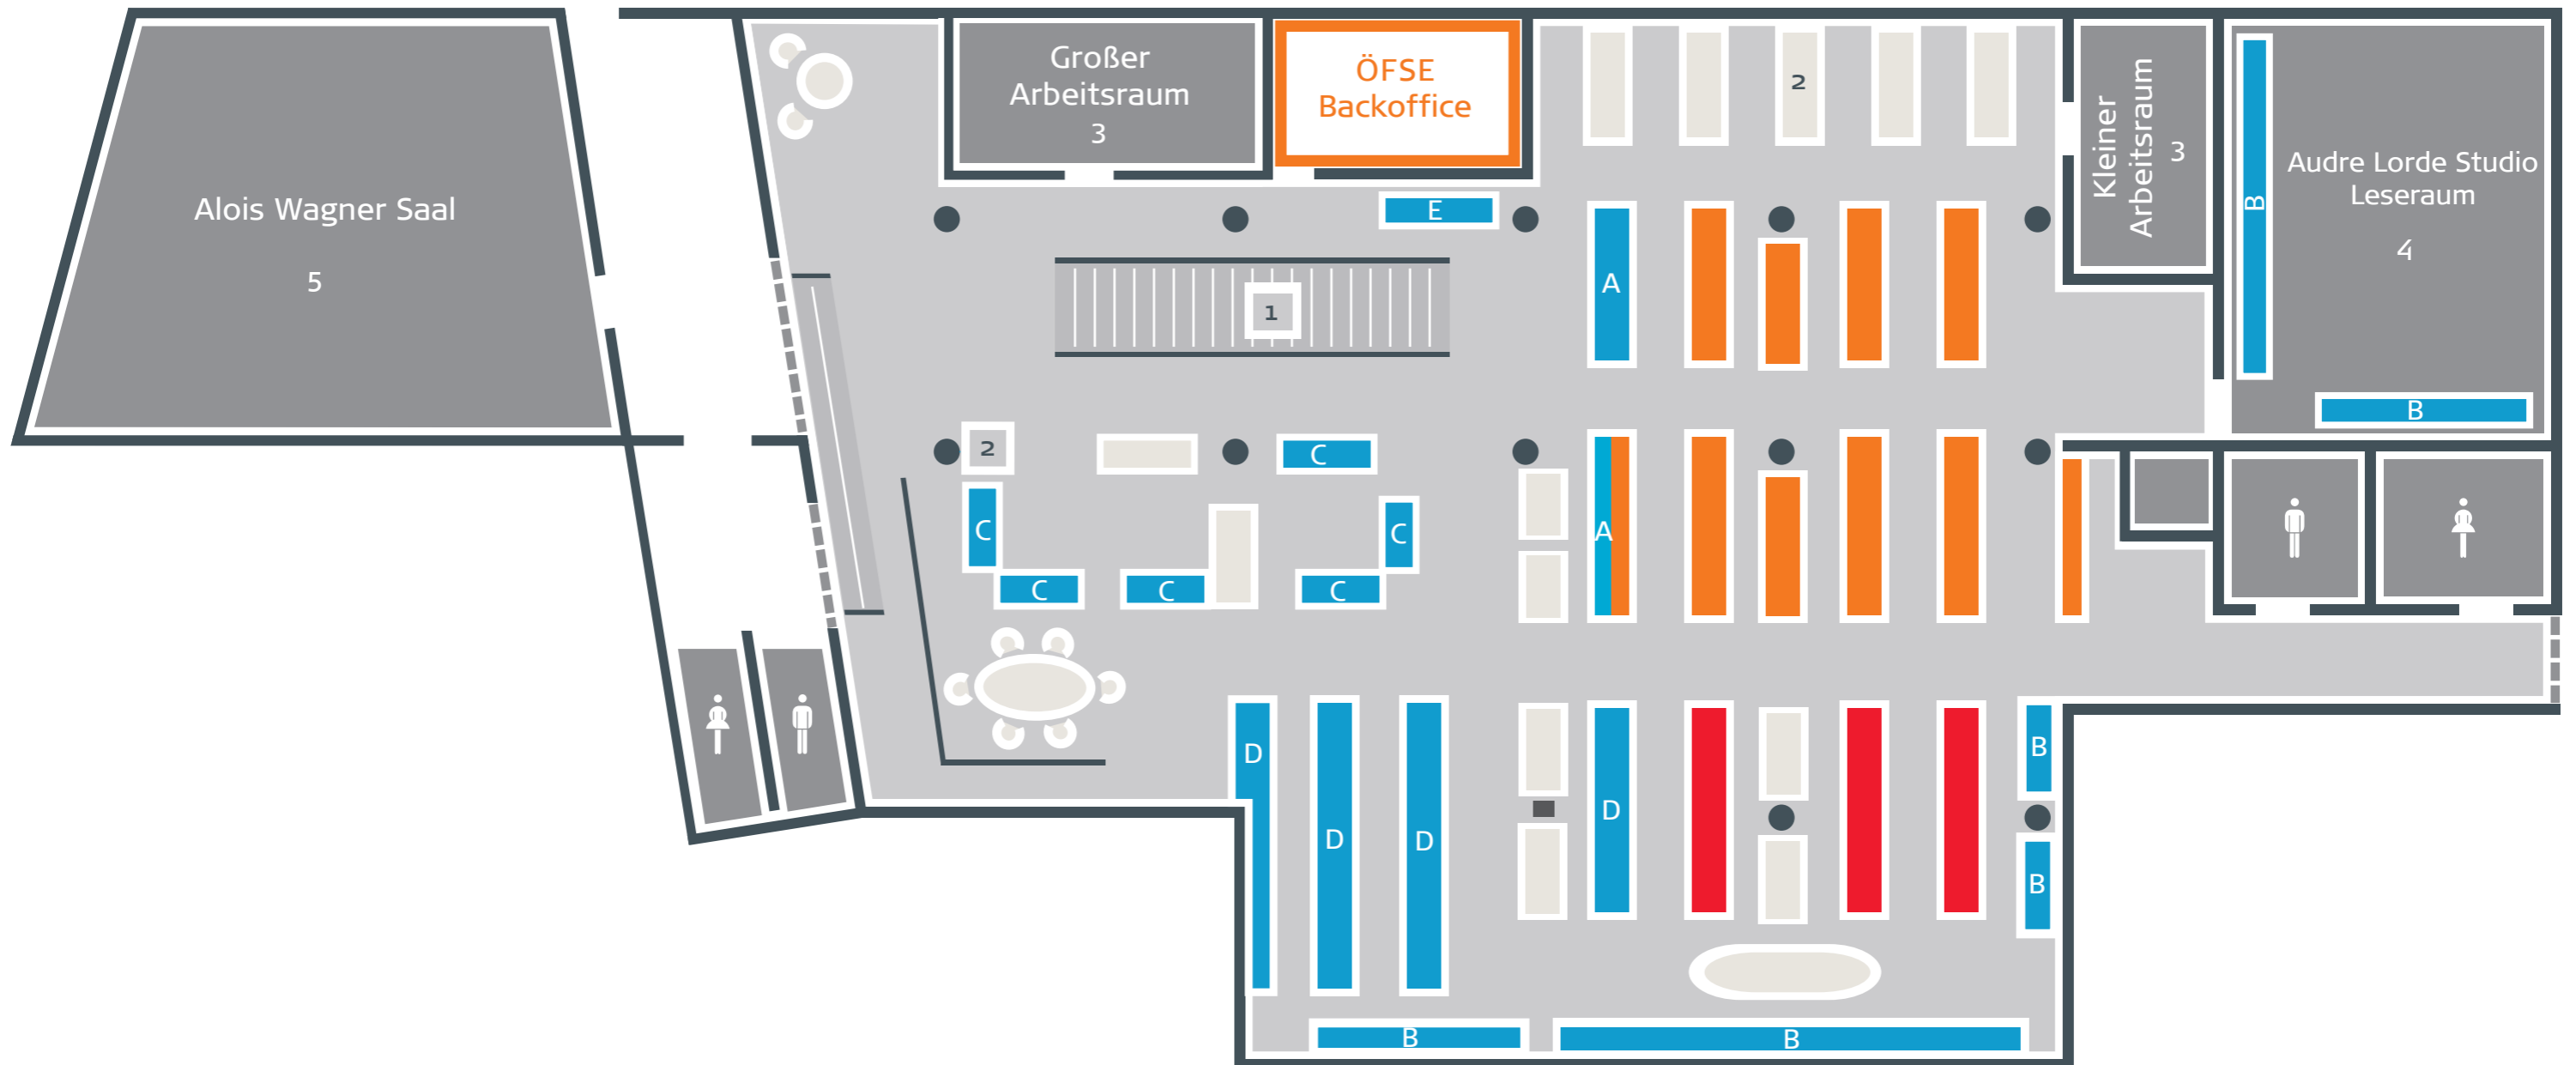 Alois Wagner Saal
5
Großer
Arbeitsraum
3
ÖFSE
Backoffice
2
Kleiner
Arbeitsraum
3
Audre Lorde Studio
Leseraum
4
B
B
E
1
A
2
C
C
C
C
C
C
A
D
D
D
D
B
B
B
B